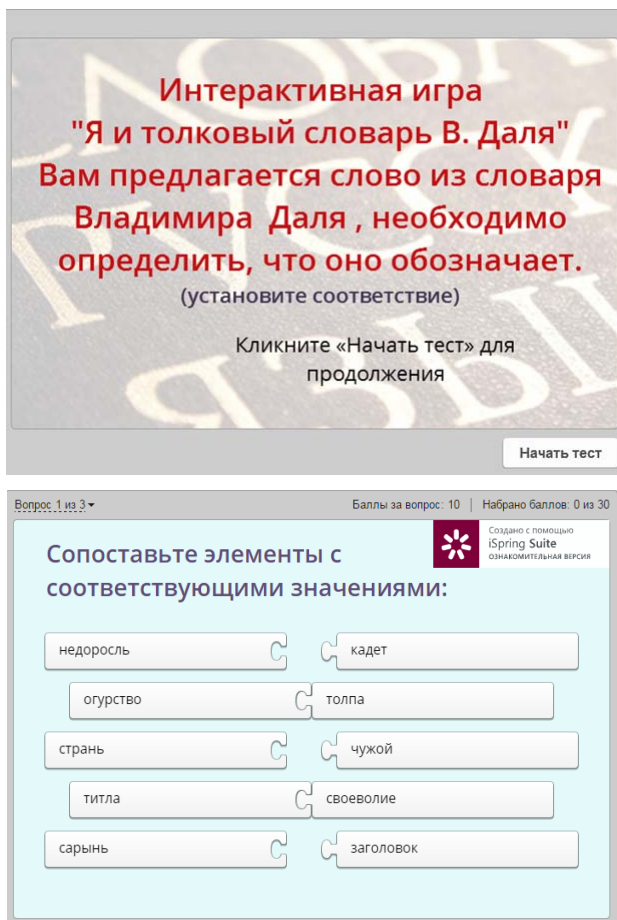 Интерактивная игра
"Я и толковый словарь В. Даля"
Вам предлагается слово из словаря
Владимира Даля , необходимо
определить, что оно обозначает.
(установите соответствие)
Кликните «Начать тест» для
продолжения
Начать тест
Вопрос 1 из 3
Баллы за вопрос: 10 | Набрано баллов: 0 из 30
Создано с помощью
iSpring Suite
ОЗНАКОМИТЕЛЬНАЯ ВЕРСИЯ
Сопоставьте элементы с
соответствующими значениями:
недоросль кадет
огурство толпа
странь чужой
титла своеволие
сарынь заголовок